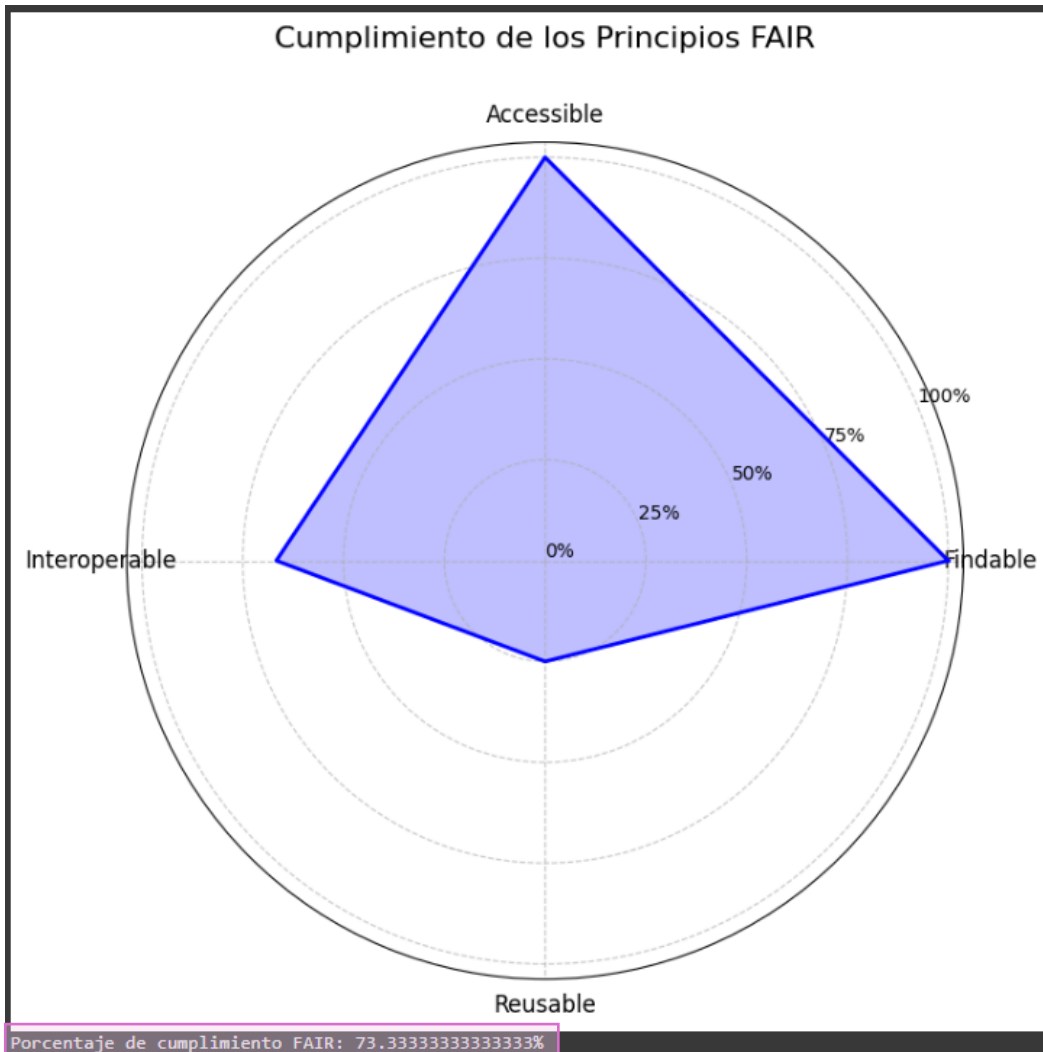 Cumplimiento de los Principios FAIR
Accessible
100%
75%
50%
25%
0%
Interoperable
Findable
Reusable
Porcentaje de cumplimiento FAIR: 73.33333333333333%